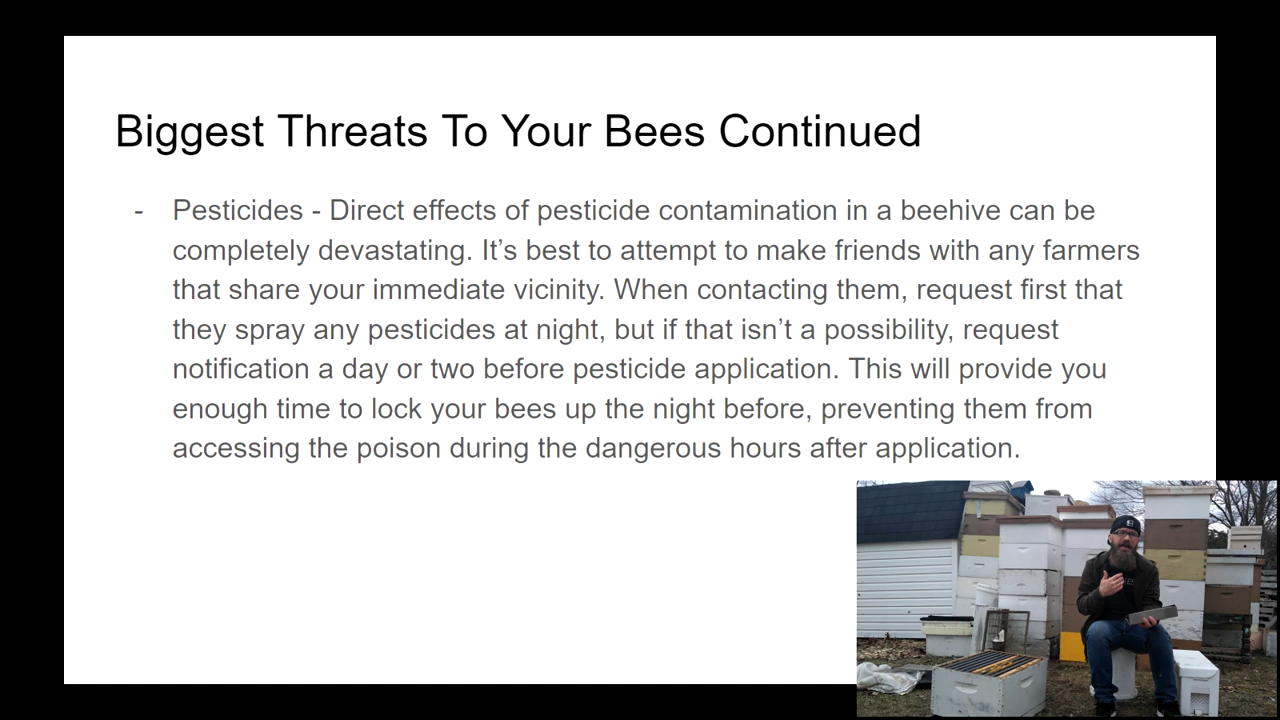 Biggest Threats To Your Bees Continued
- Pesticides - Direct effects of pesticide contamination in a beehive can be
completely devastating. It’s best to attempt to make friends with any farmers
that share your immediate vicinity. When contacting them, request first that
they spray any pesticides at night, but if that isn’t a possibility, request
notification a day or two before pesticide application. This will provide you
enough time to lock your bees up the night before, preventing them from
accessing the poison during the dangerous hours after application.